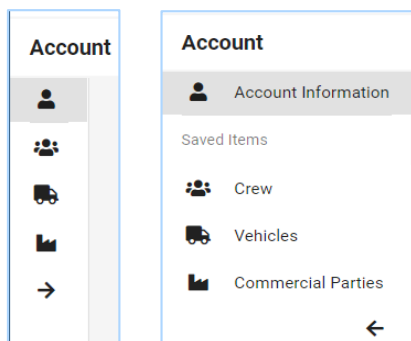 Account
Account
Account Information
Saved Items
Crew
Vehicles
Commercial Parties